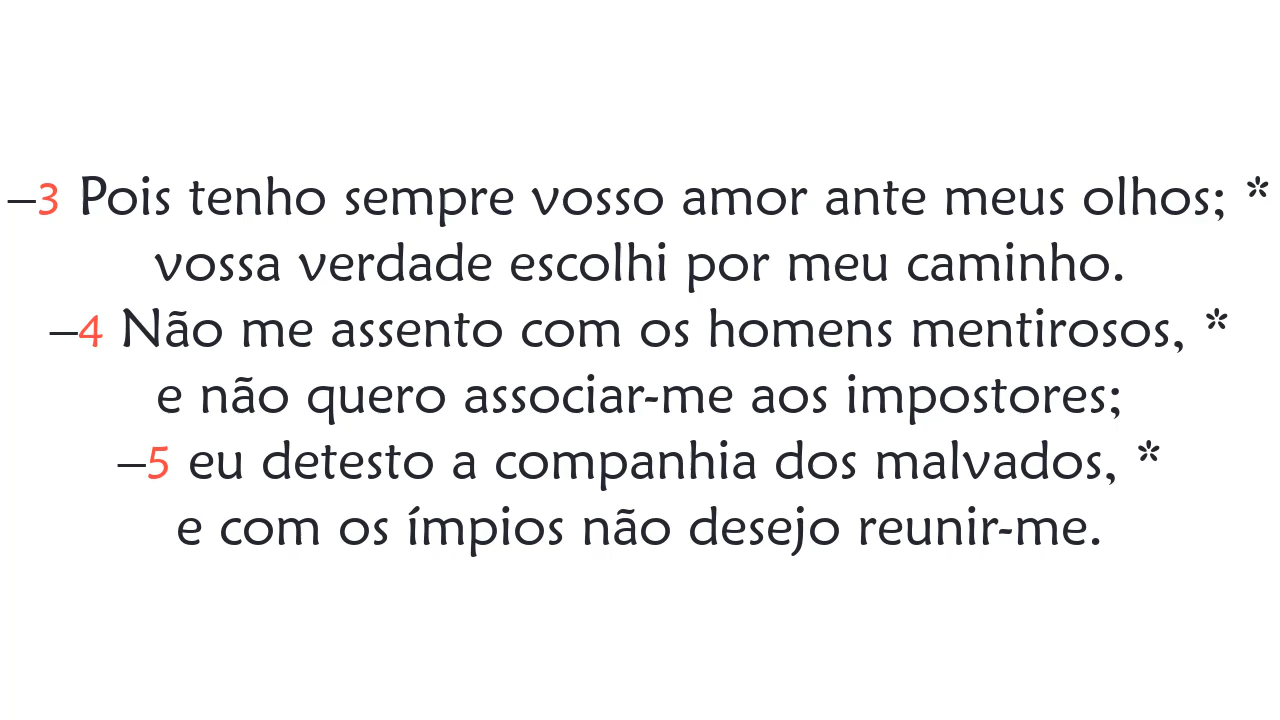 –3 Pois tenho sempre vosso amor ante meus olhos; *
vossa verdade escolhi por meu caminho.
–4 Não me assento com os homens mentirosos, *
e não quero associar-me aos impostores;
–5 eu detesto a companhia dos malvados, *
e com os ímpios não desejo reunir-me.